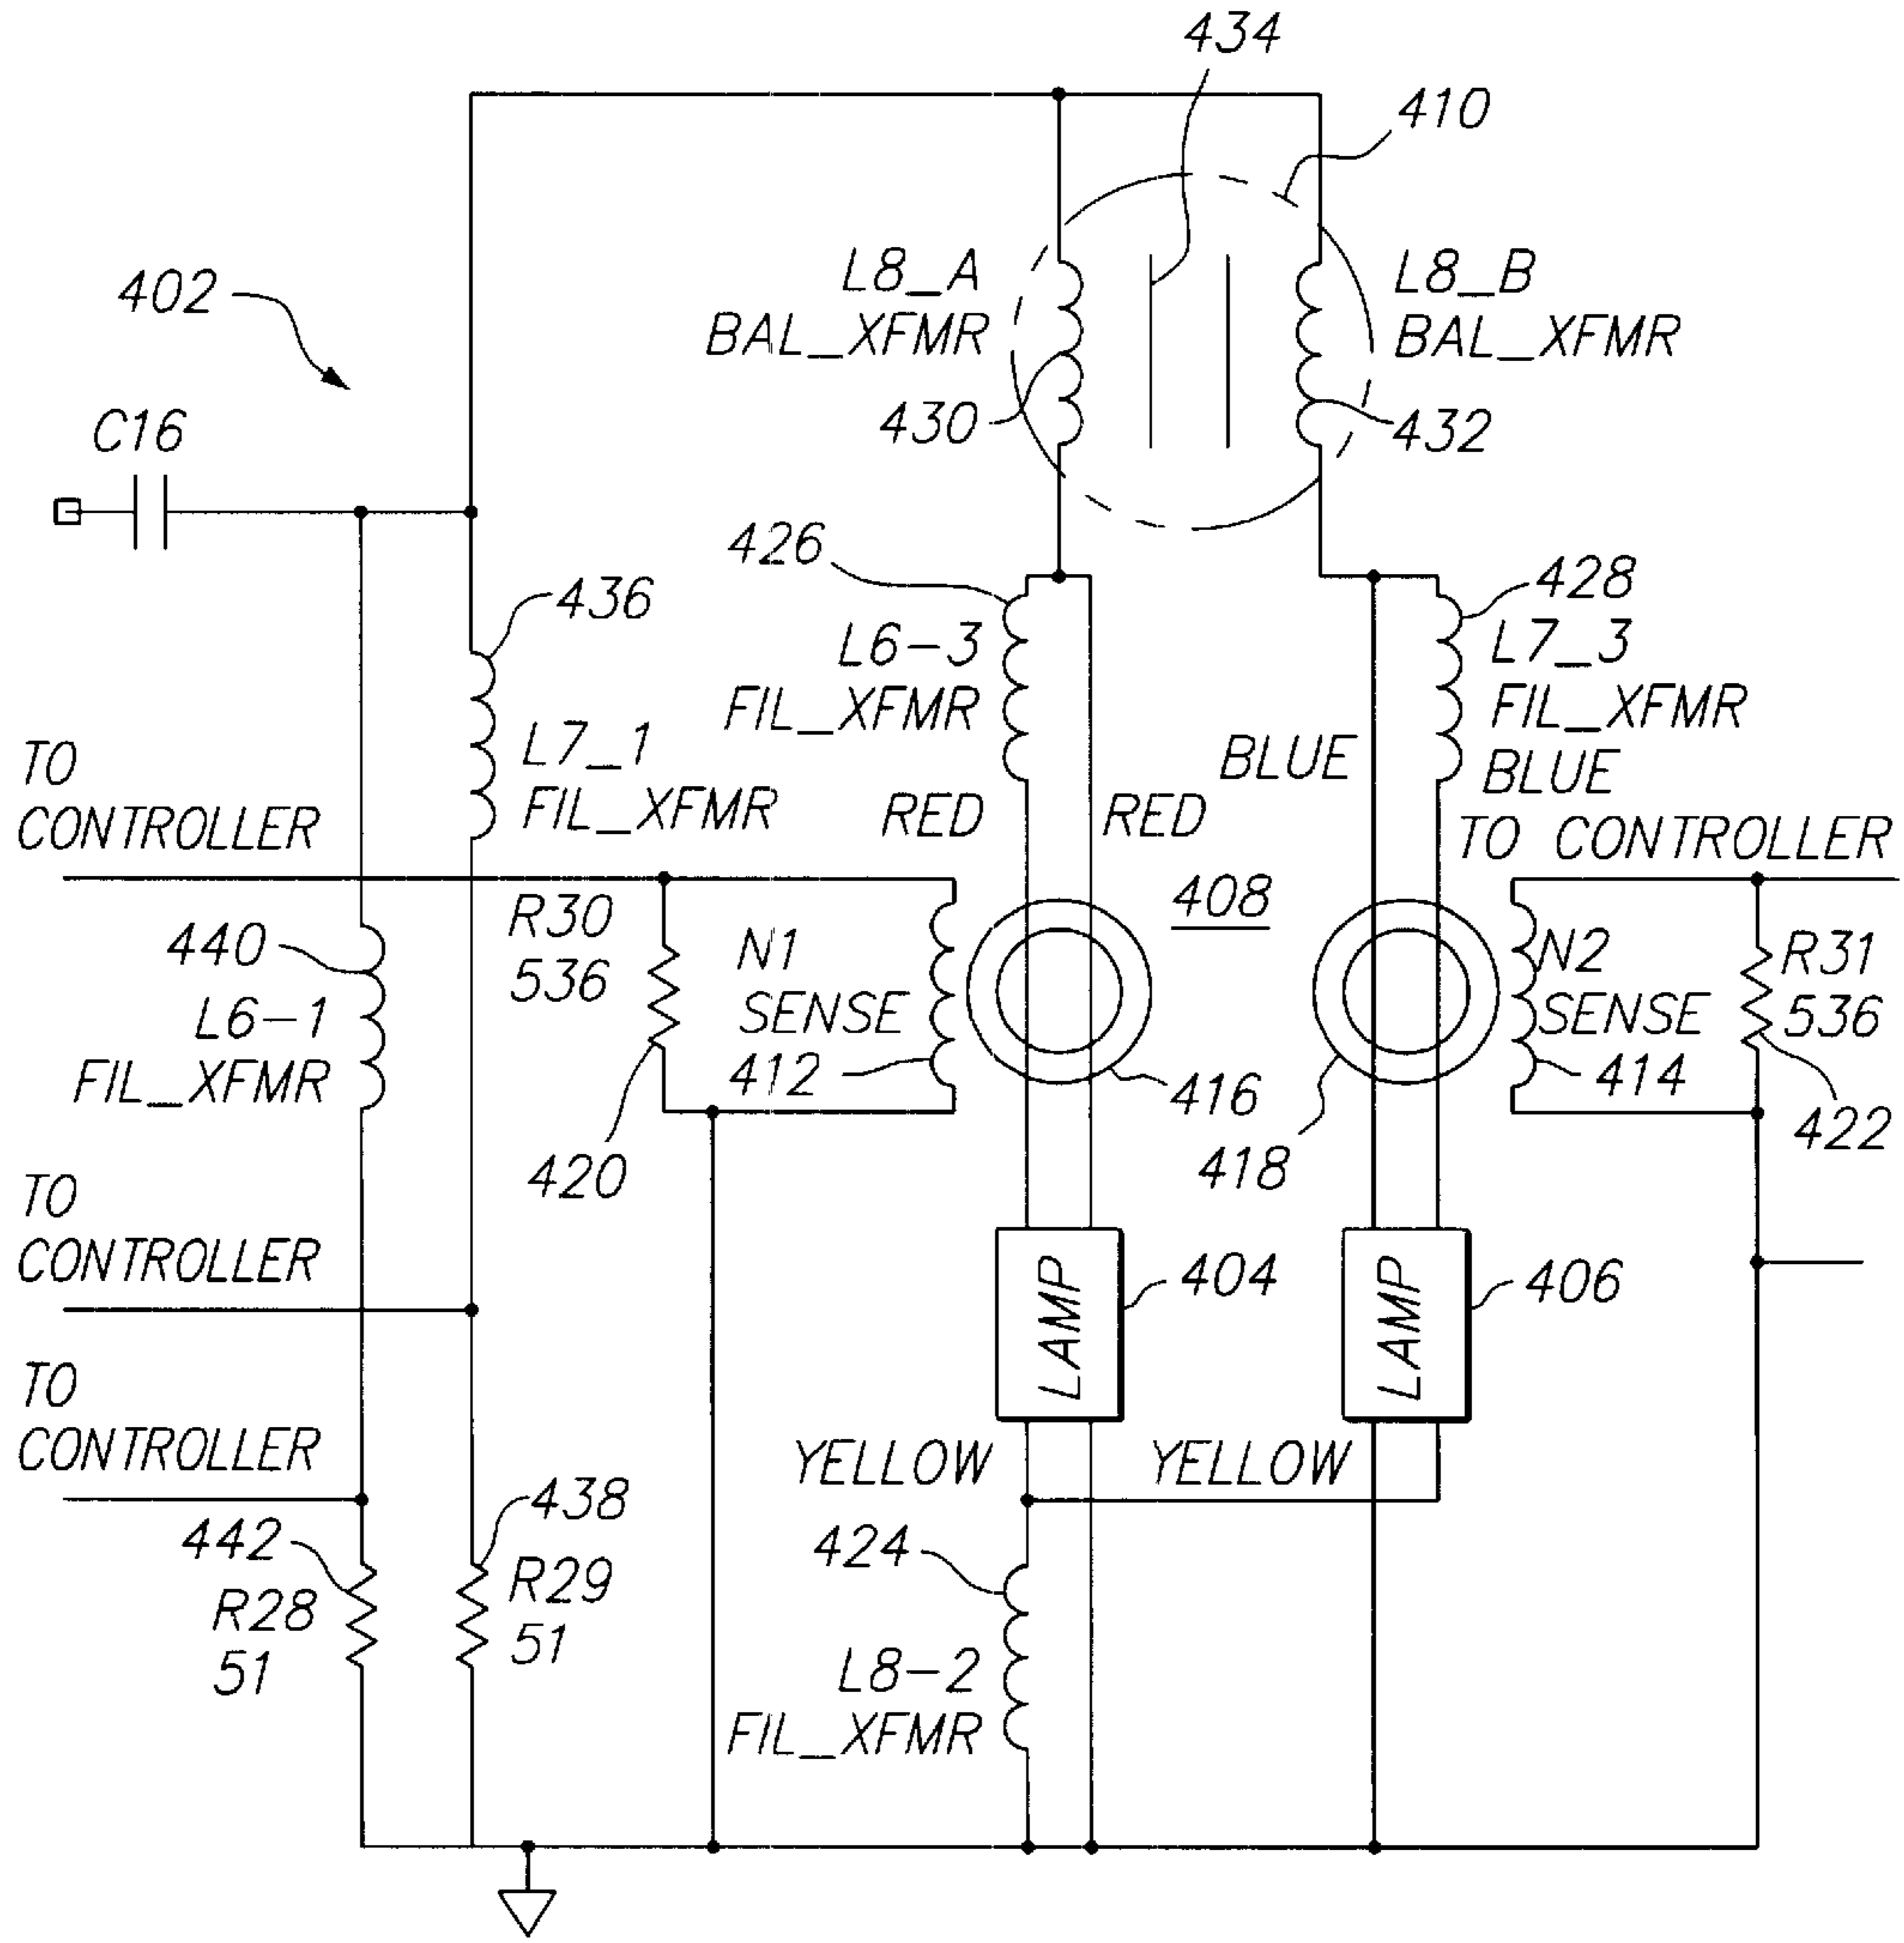 434
410
402
L8_A
BAL_XFMR
L8_B
BAL_XFMR
430
432
C16
426
436
428
L6-3
FIL_XFMR
L7_3
FIL_XFMR
BLUE
BLUE
L7_1
FIL_XFMR
TO
CONTROLLER
RED
RED
TO CONTROLLER
408
R30
536
N1
SENSE
412
N2
SENSE
414
R31
536
440
L6-1
FIL_XFMR
416
418
422
420
TO
CONTROLLER
LAMP
404
LAMP
406
TO
CONTROLLER
YELLOW
YELLOW
442
R28
51
438
R29
51
424
L8-2
FIL_XFMR